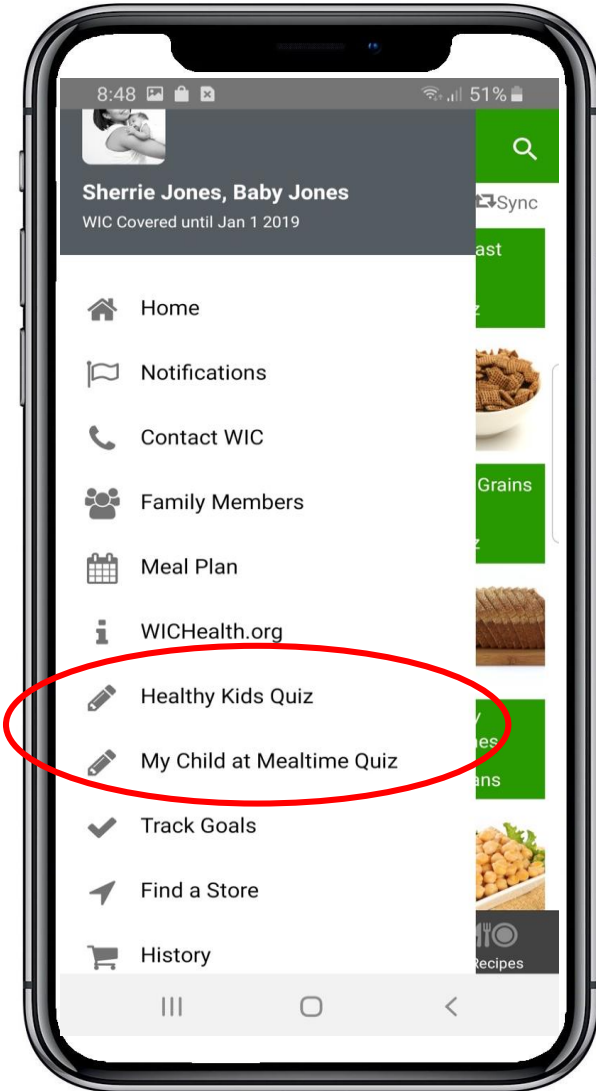 8:48
51%
Sherrie Jones, Baby Jones
WIC Covered until Jan 1 2019
Sync
ast
Home
Notifications
Contact WIC
Family Members
Grains
Meal Plan
WICHealth.org
Healthy Kids Quiz
My Child at Mealtime Quiz
ans
Track Goals
Find a Store
History
Recipes